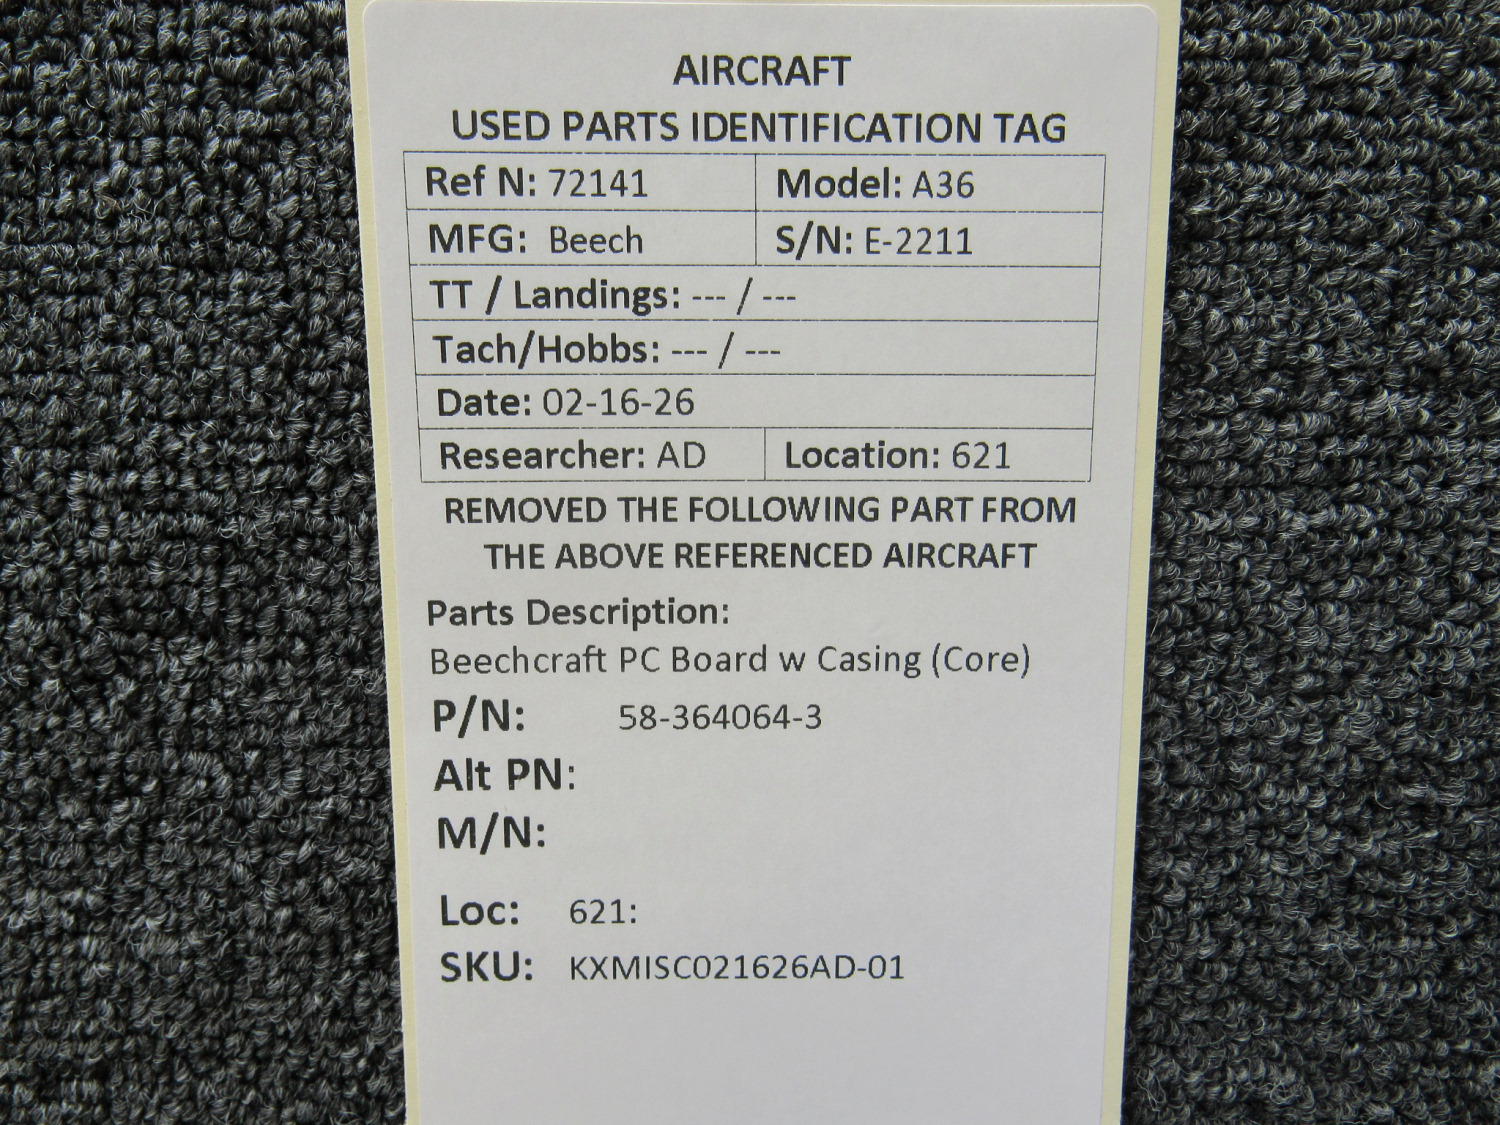 AIRCRAFT
USED PARTS IDENTIFICATION TAG
Ref N: 72141 Model: A36
MFG: Beech S/N: E-2211
TT / Landings: --- / ---
Tach/Hobbs: --- / ---
Date: 02-16-26
Researcher: AD Location: 621
REMOVED THE FOLLOWING PART FROM
THE ABOVE REFERENCED AIRCRAFT
Parts Description:
Beechcraft PC Board w Casing (Core)
P/N: 58-364064-3
Alt PN:
M/N:
Loc: 621:
SKU: KXMISC021626AD-01